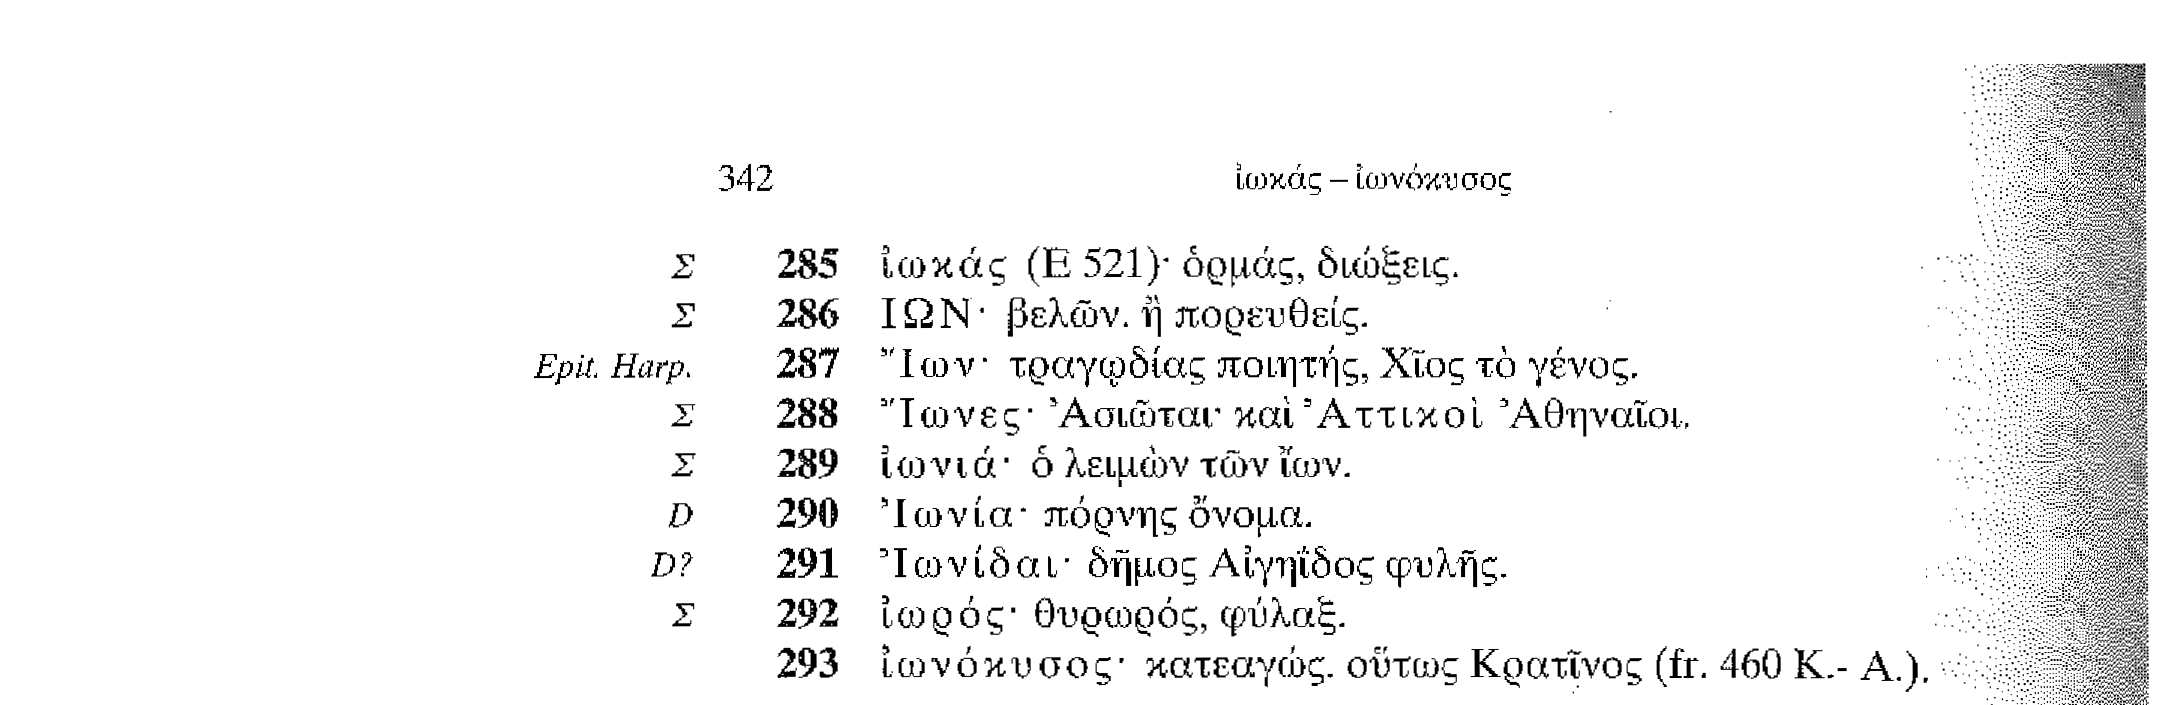 342 ἰωκάς – ἰωνόκυσος
Σ 285 ἰωκάς (Ε 521)· ὁρμάς, διώξεις.
Σ 286 ΙΩΝ· βελῶν. ἢ πορευθείς.
Epit. Harp. 287 Ἴων· τραγῳδίας ποιητής, Χῖος τὸ γένος.
Σ 288 Ἴωνες· Ἀσιῶται· καὶ Ἀττικοὶ Ἀθηναῖοι.
Σ 289 ἰωνιά· ὁ λειμὼν τῶν ἴων.
D 290 Ἰωνία· πόρνης ὄνομα.
D? 291 Ἰωνίδαι· δῆμος Αἰγηΐδος φυλῆς.
Σ 292 ἰωρός· θυρωρός, φύλαξ.
293 ἰωνόκυσος· κατεαγώς. οὕτως Κρατῖνος (fr. 460 K.- A.).